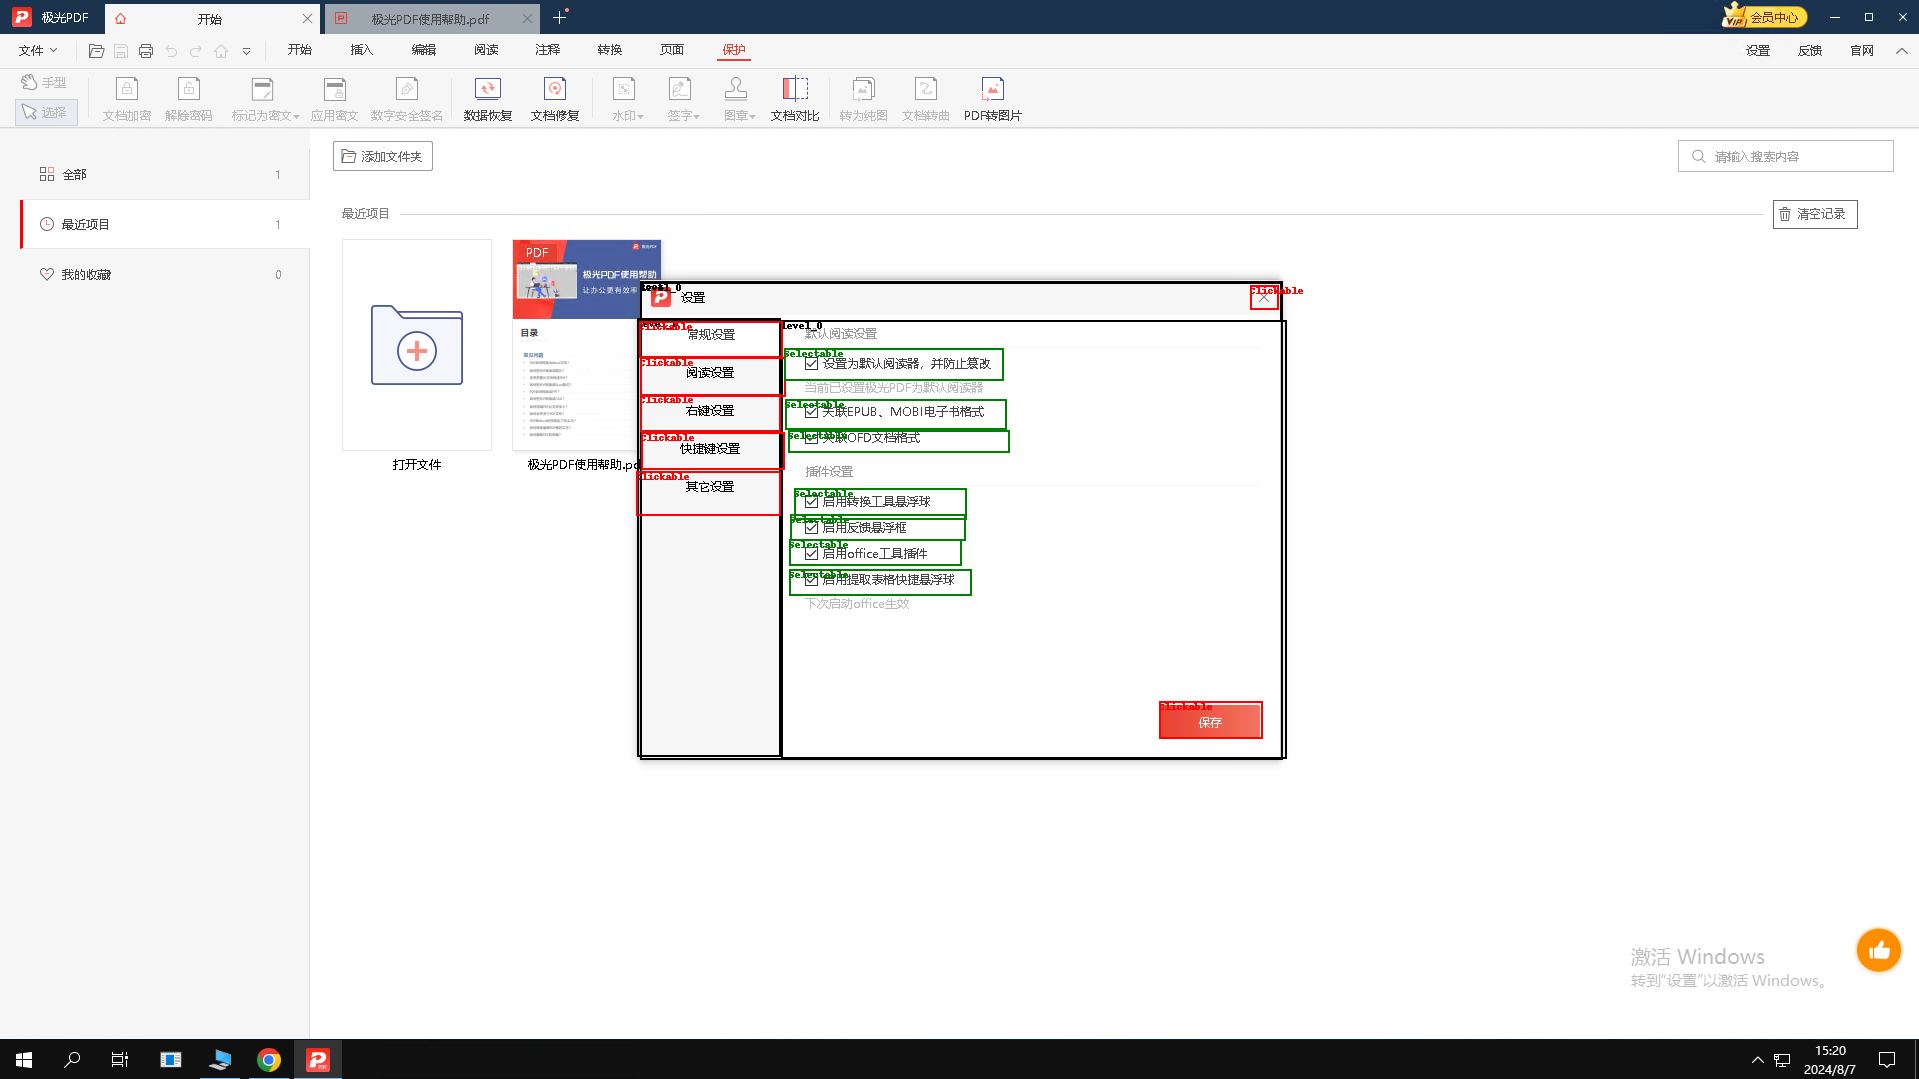 极光PDF
开始
极光PDF使用帮助.pdf
会员中心
文件
开始
插入
编辑
阅读
注释
转换
页面
保护
设置
反馈
官网
手型
选择
文档加密
解除密码
标记为密文
应用密文
数字安全签名
数据恢复
文档修复
水印
签字
图章
文档对比
转为纯图
文档转曲
PDF转图片
全部
1
最近项目
1
我的收藏
0
添加文件夹
请输入搜索内容
最近项目
清空记录
打开文件
PDF
极光PDF
极光PDF使用帮助
让办公更有效率
目录
常见问题
极光PDF使用帮助.pd
level_0
设置
Clickable
Clickable
常规设置
Clickable
阅读设置
Clickable
右键设置
Clickable
快捷键设置
Clickable
其它设置
level_0
默认阅读设置
Selectable
设置为默认阅读器，并防止篡改
当前已设置极光PDF为默认阅读器
Selectable
关联EPUB、MOBI电子书格式
Selectable
关联OFD文档格式
插件设置
Selectable
启用转换工具悬浮球
Selectable
启用反馈悬浮框
Selectable
启用office工具插件
Selectable
启用提取表格快捷悬浮球
下次启动office生效
Clickable
保存
激活 Windows
转到“设置”以激活 Windows。
15:20
2024/8/7